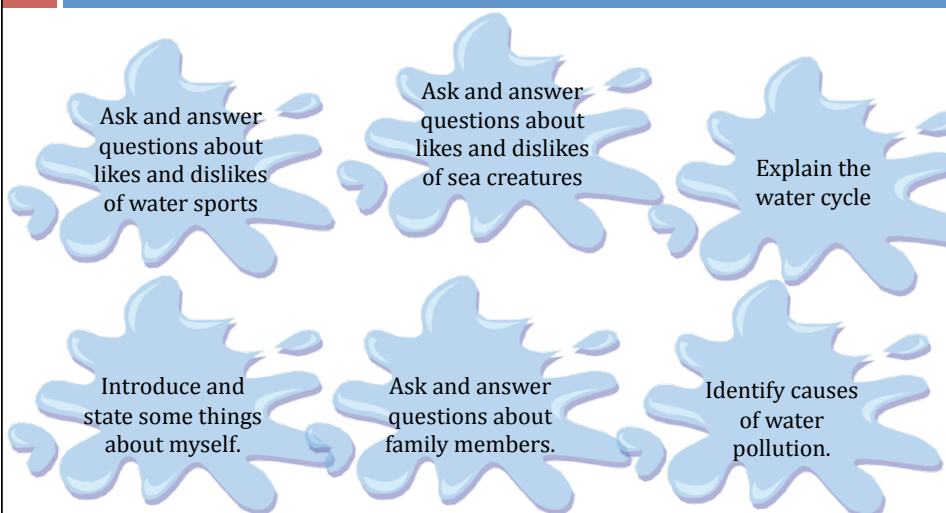 Ask and answer
questions about
likes and dislikes
of water sports
Ask and answer
questions about
likes and dislikes
of sea creatures
Explain the
water cycle
Introduce and
state some things
about myself.
Ask and answer
questions about
family members.
Identify causes
of water
pollution.